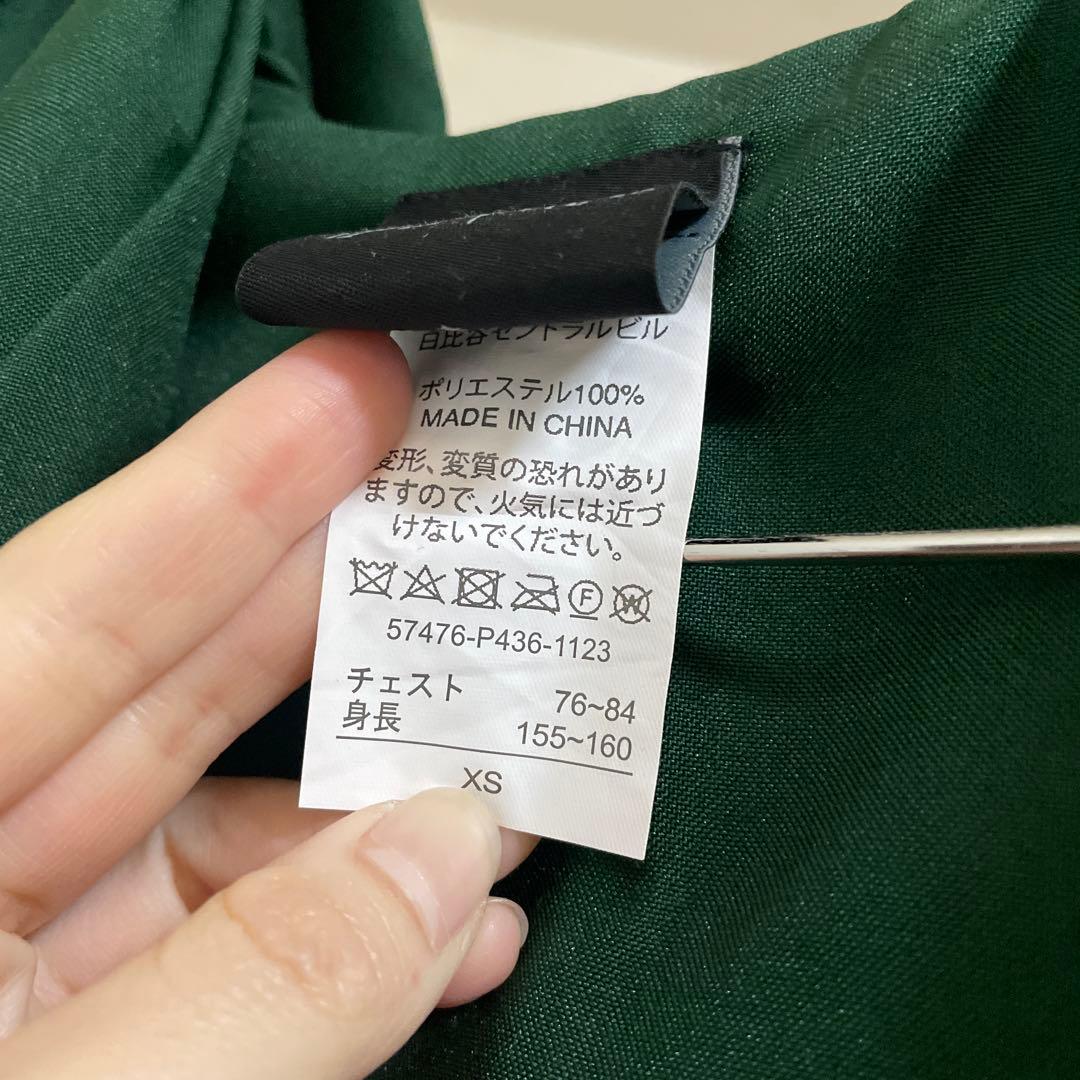 日比谷セントラルビル
ポリエステル100%
MADE IN CHINA
変形、変質の恐れがあり
ますので、火気には近づ
けないでください。
F W
57476-P436-1123
チェスト 76~84
身長 155~160
XS